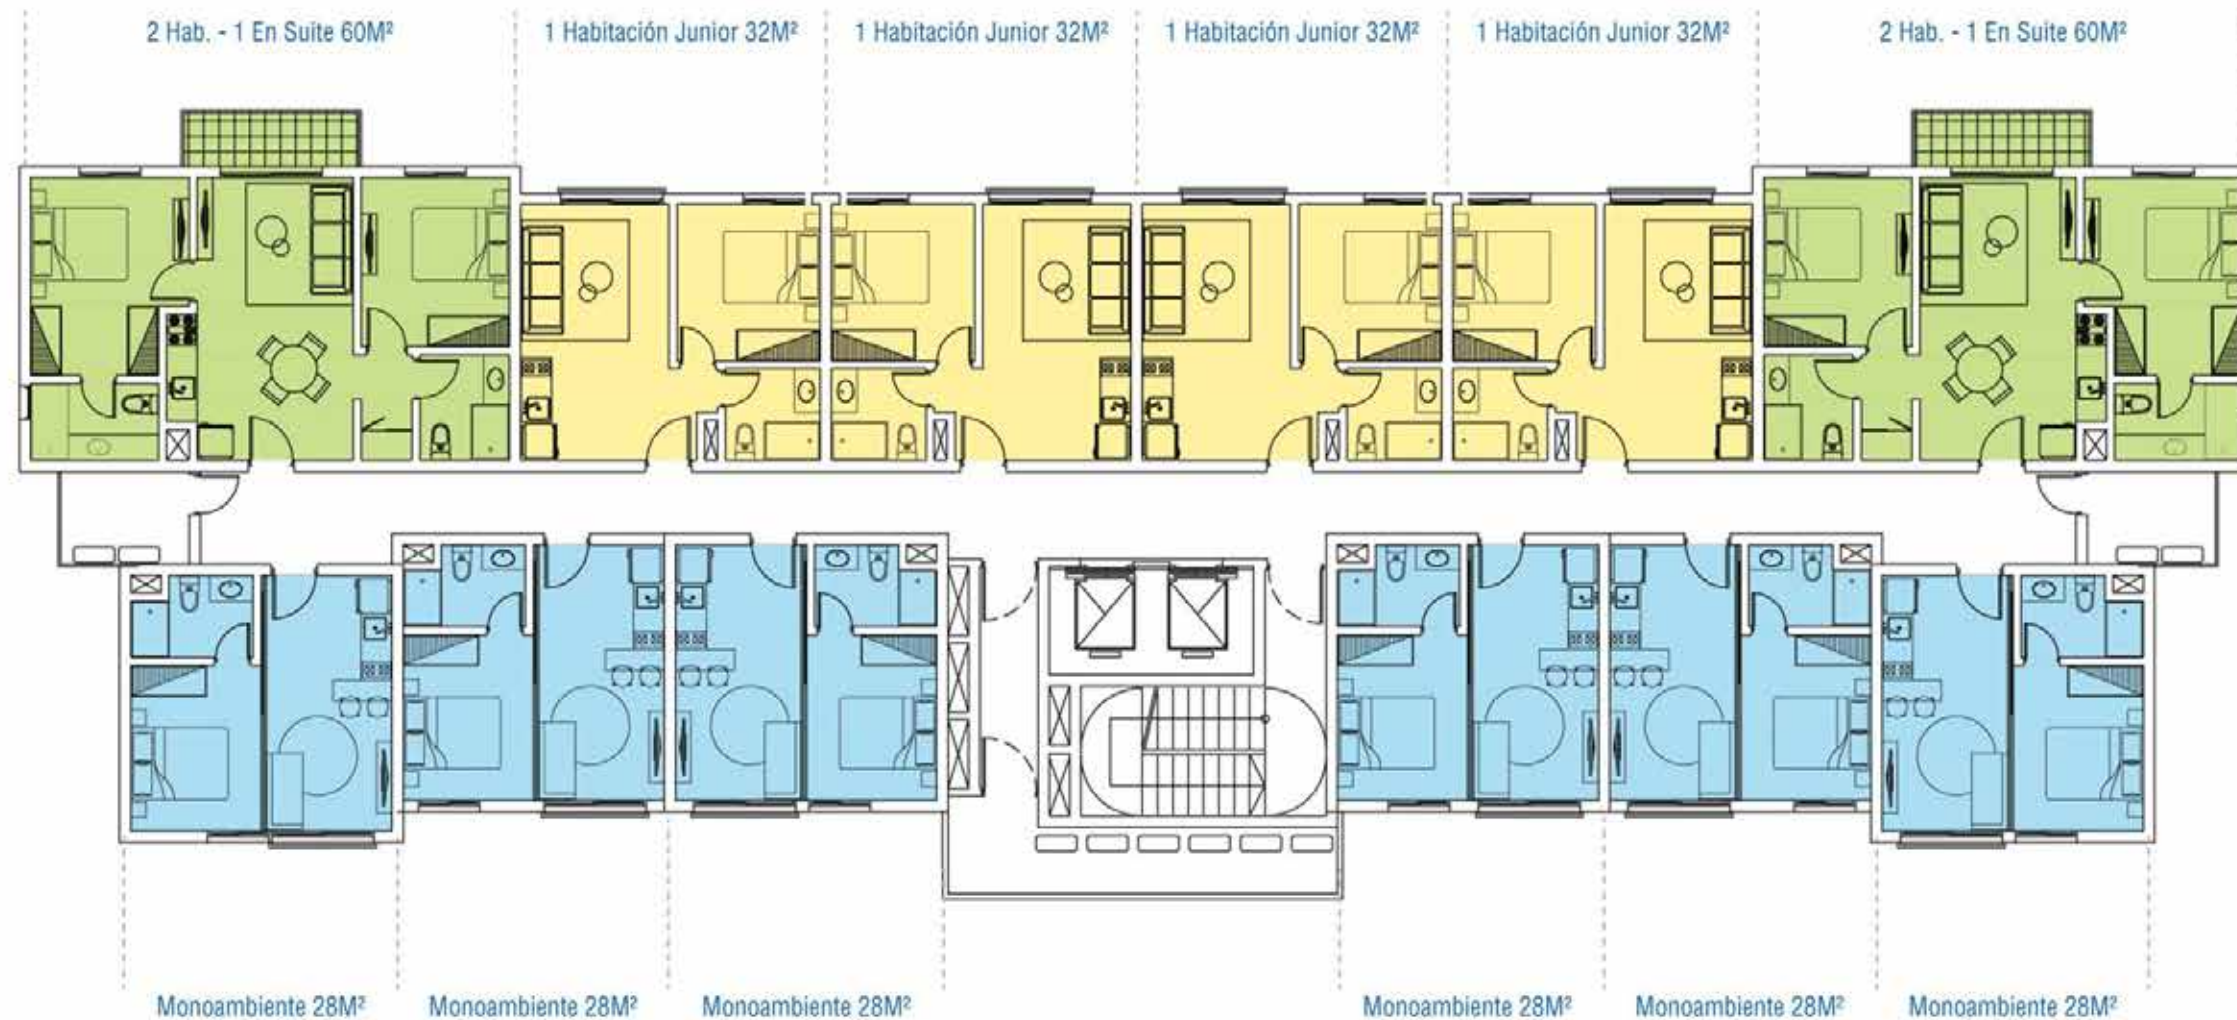 2 Hab. - 1 En Suite 60M²
1 Habitación Junior 32M²
1 Habitación Junior 32M²
1 Habitación Junior 32M²
1 Habitación Junior 32M²
2 Hab. - 1 En Suite 60M²
Monoambiente 28M²
Monoambiente 28M²
Monoambiente 28M²
Monoambiente 28M²
Monoambiente 28M²
Monoambiente 28M²